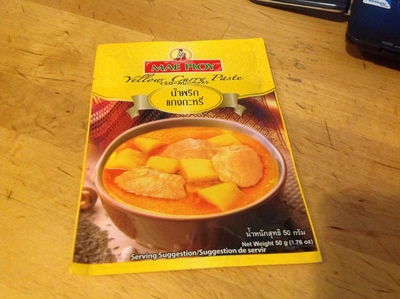 MAE PLOY
Yellow Curry Paste
น้ำพริก
แกงกะหรี่
น้ำหนักสุทธิ 50 กรัม
Net Weight 50 g (1.76 oz)
Serving Suggestion/Suggestion de servir